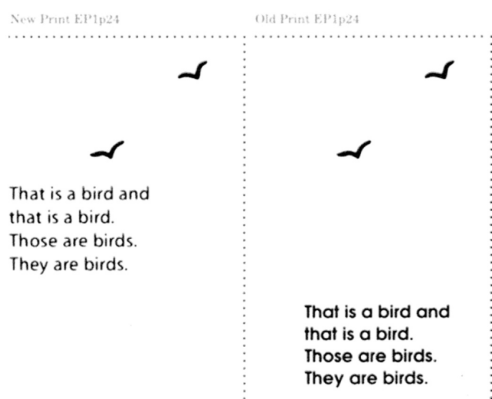 New Print EP1p24
Old Print EP1p24
That is a bird and
that is a bird.
Those are birds.
They are birds.
That is a bird and
that is a bird.
Those are birds.
They are birds.